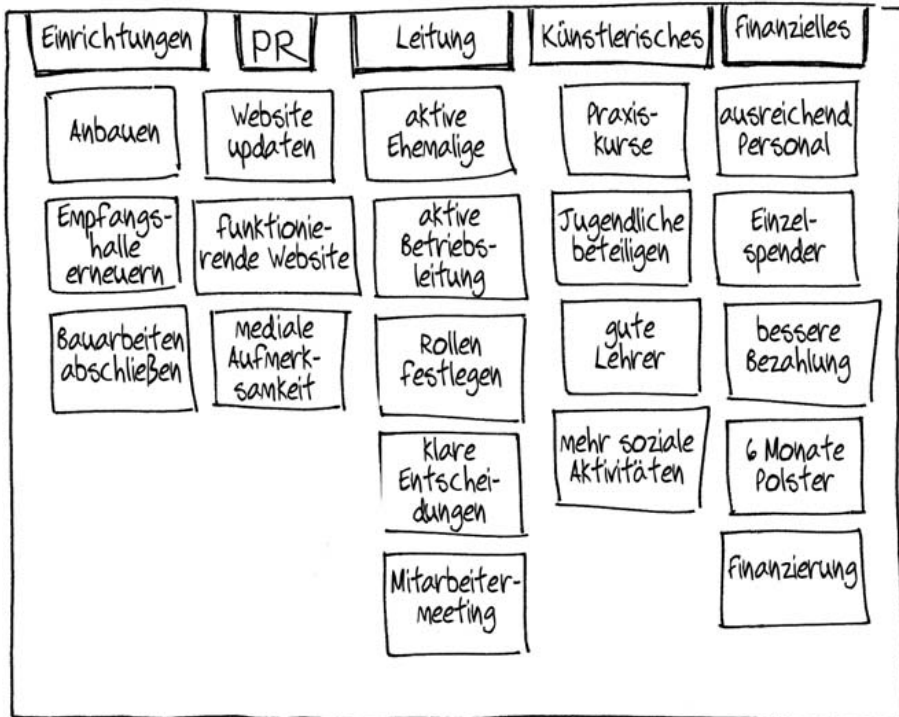 Einrichtungen
PR
Leitung
Künstlerisches
Finanzielles
Anbauen
Empfangs-
halle
erneuern
Bauarbeiten
abschließen
Website
updaten
funktionie-
rende Website
mediale
Aufmerk-
samkeit
aktive
Ehemalige
aktive
Betriebs-
leitung
Rollen
festlegen
klare
Entschei-
dungen
Mitarbeiter-
meeting
Praxis-
kurse
Jugendliche
beteiligen
gute
Lehrer
mehr soziale
Aktivitäten
ausreichend
Personal
Einzel-
spender
bessere
Bezahlung
6 Monate
Polster
Finanzierung